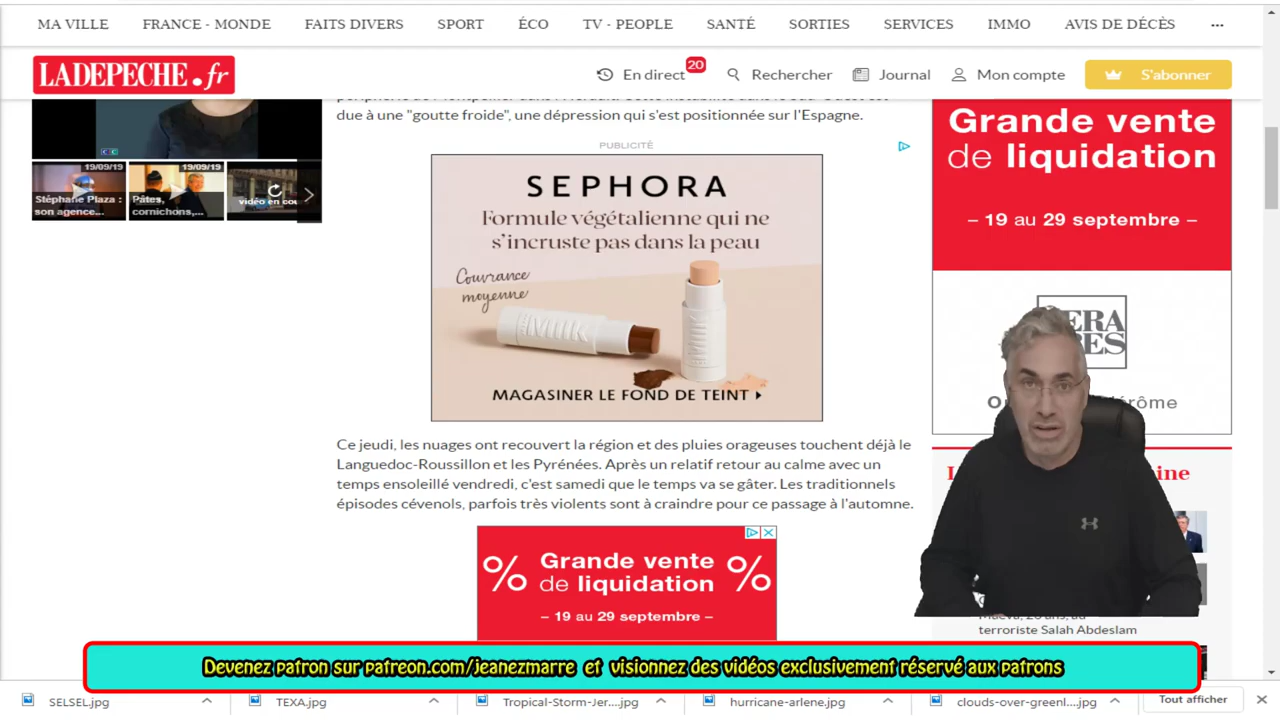 MA VILLE FRANCE - MONDE FAITS DIVERS SPORT ÉCO TV - PEOPLE SANTÉ SORTIES SERVICES IMMO AVIS DE DÉCÈS ...
LADEPECHE.fr
En direct 20 Rechercher Journal Mon compte S'abonner
due à une "goutte froide", une dépression qui s'est positionnée sur l'Espagne.
19/09/19
Stéphane Plaza :
son agence...
19/09/19
Pâtes,
cornichons,...
vidéo en cou
PUBLICITÉ
SEPHORA
Formule végétalienne qui ne
s'incruste pas dans la peau
Couvrance
moyenne
MILK
MAGASINER LE FOND DE TEINT
Grande vente
de liquidation
– 19 au 29 septembre –
Ce jeudi, les nuages ont recouvert la région et des pluies orageuses touchent déjà le
Languedoc-Roussillon et les Pyrénées. Après un relatif retour au calme avec un
temps ensoleillé vendredi, c'est samedi que le temps va se gâter. Les traditionnels
épisodes cévenols, parfois très violents sont à craindre pour ce passage à l'automne.
% Grande vente %
de liquidation
– 19 au 29 septembre –
terroriste Salah Abdeslam
Devenez patron sur patreon.com/jeanezmarre et visionnez des vidéos exclusivement réservé aux patrons
SELSEL.jpg TEXA.jpg Tropical-Storm-Jer....jpg hurricane-arlene.jpg clouds-over-greenl....jpg Tout afficher